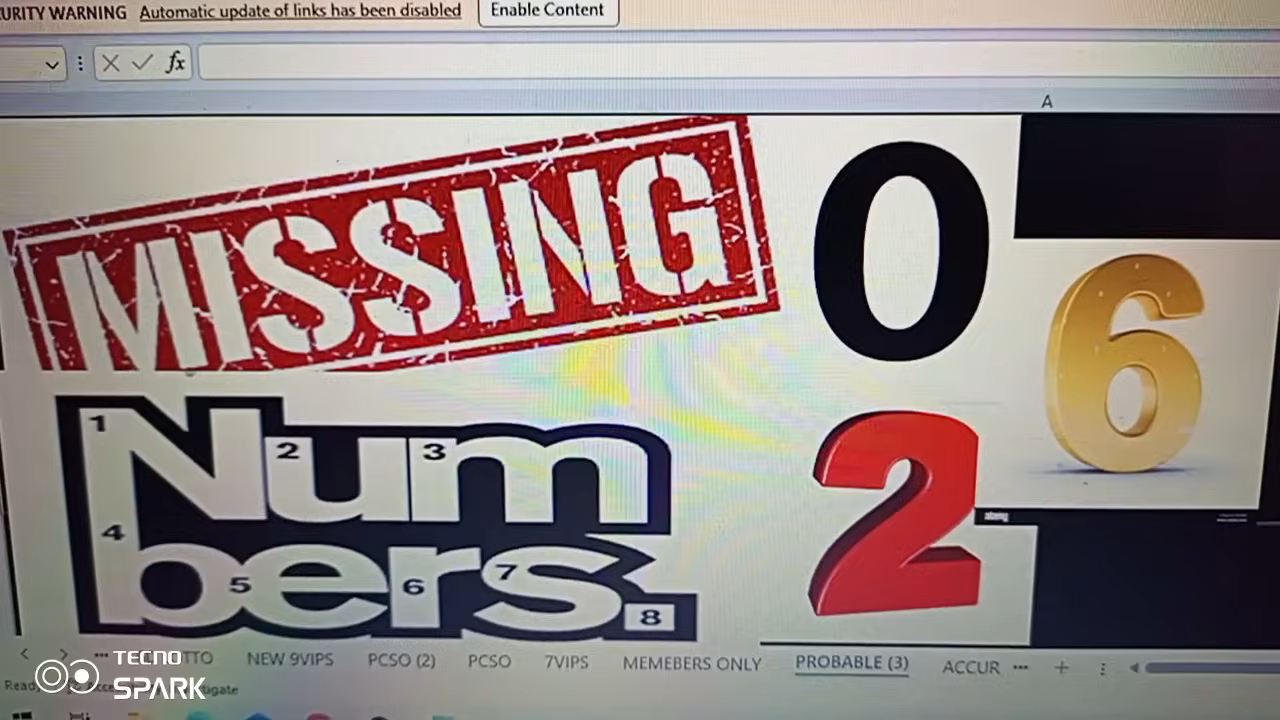 URITY WARNING Automatic update of links has been disabled Enable Content
fx
A
MISSING
0
6
1 2 3
Num
4 5 6 7 8
bers.
2
NEW 9VIPS PCSO (2) PCSO 7VIPS MEMEBERS ONLY PROBABLE (3) ACCUR ... +
TECNO
SPARK